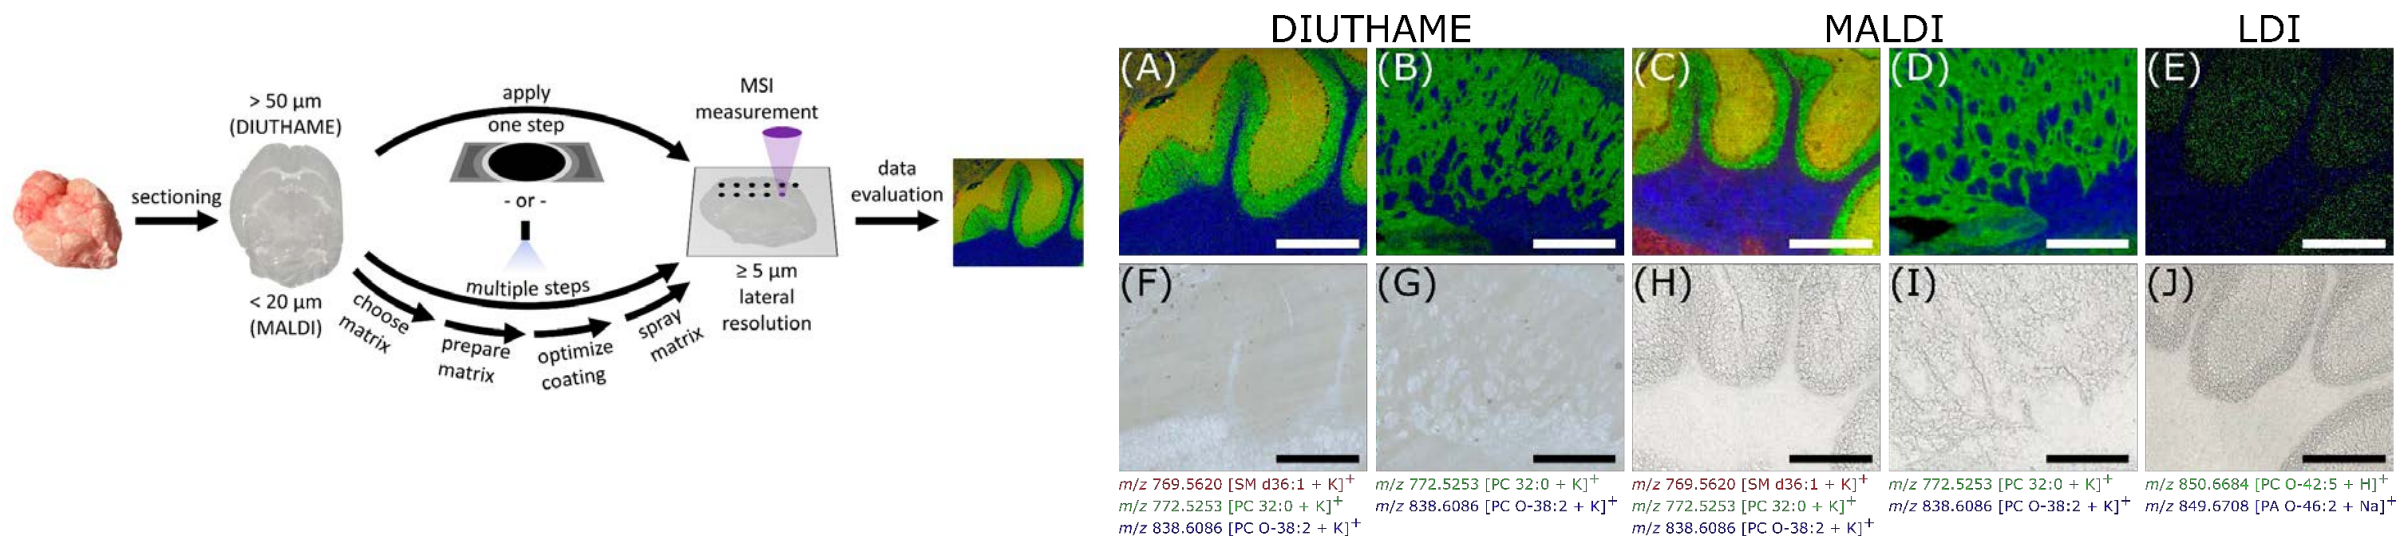 sectioning
> 50 µm
(DIUTHAME)
< 20 µm
(MALDI)
apply
one step
- or -
multiple steps
choose
matrix
prepare
matrix
optimize
coating
spray
matrix
MSI
measurement
≥ 5 µm
lateral
resolution
data
evaluation
DIUTHAME
MALDI
LDI
(A)
(B)
(C)
(D)
(E)
(F)
(G)
(H)
(I)
(J)
m/z 769.5620 [SM d36:1 + K]⁺
m/z 772.5253 [PC 32:0 + K]⁺
m/z 838.6086 [PC O-38:2 + K]⁺
m/z 772.5253 [PC 32:0 + K]⁺
m/z 838.6086 [PC O-38:2 + K]⁺
m/z 769.5620 [SM d36:1 + K]⁺
m/z 772.5253 [PC 32:0 + K]⁺
m/z 838.6086 [PC O-38:2 + K]⁺
m/z 772.5253 [PC 32:0 + K]⁺
m/z 838.6086 [PC O-38:2 + K]⁺
m/z 850.6684 [PC O-42:5 + H]⁺
m/z 849.6708 [PA O-46:2 + Na]⁺